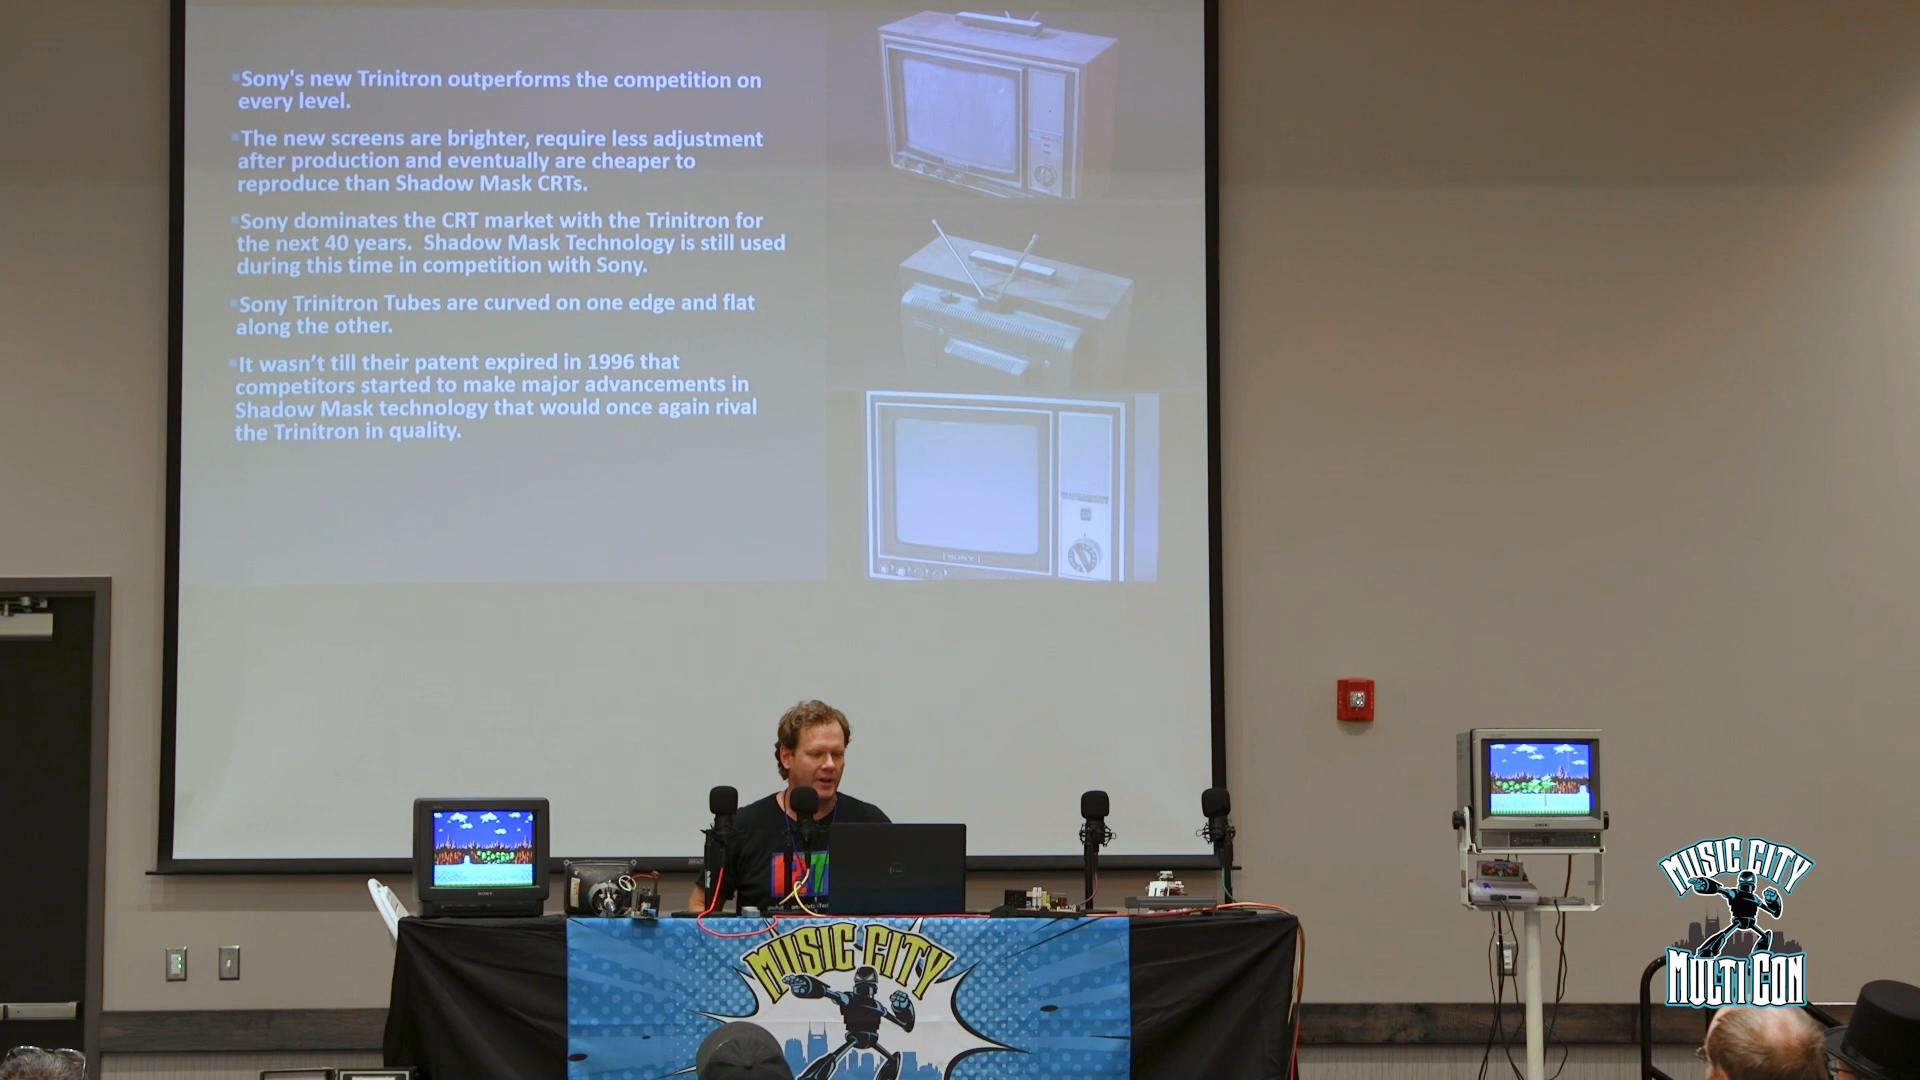 Sony's new Trinitron outperforms the competition on
every level.
The new screens are brighter, require less adjustment
after production and eventually are cheaper to
reproduce than Shadow Mask CRTs.
Sony dominates the CRT market with the Trinitron for
the next 40 years. Shadow Mask Technology is still used
during this time in competition with Sony.
Sony Trinitron Tubes are curved on one edge and flat
along the other.
It wasn't till their patent expired in 1996 that
competitors started to make major advancements in
Shadow Mask technology that would once again rival
the Trinitron in quality.
SONY
SONY
MUSIC CITY
MUSIC CITY
MULTI CON